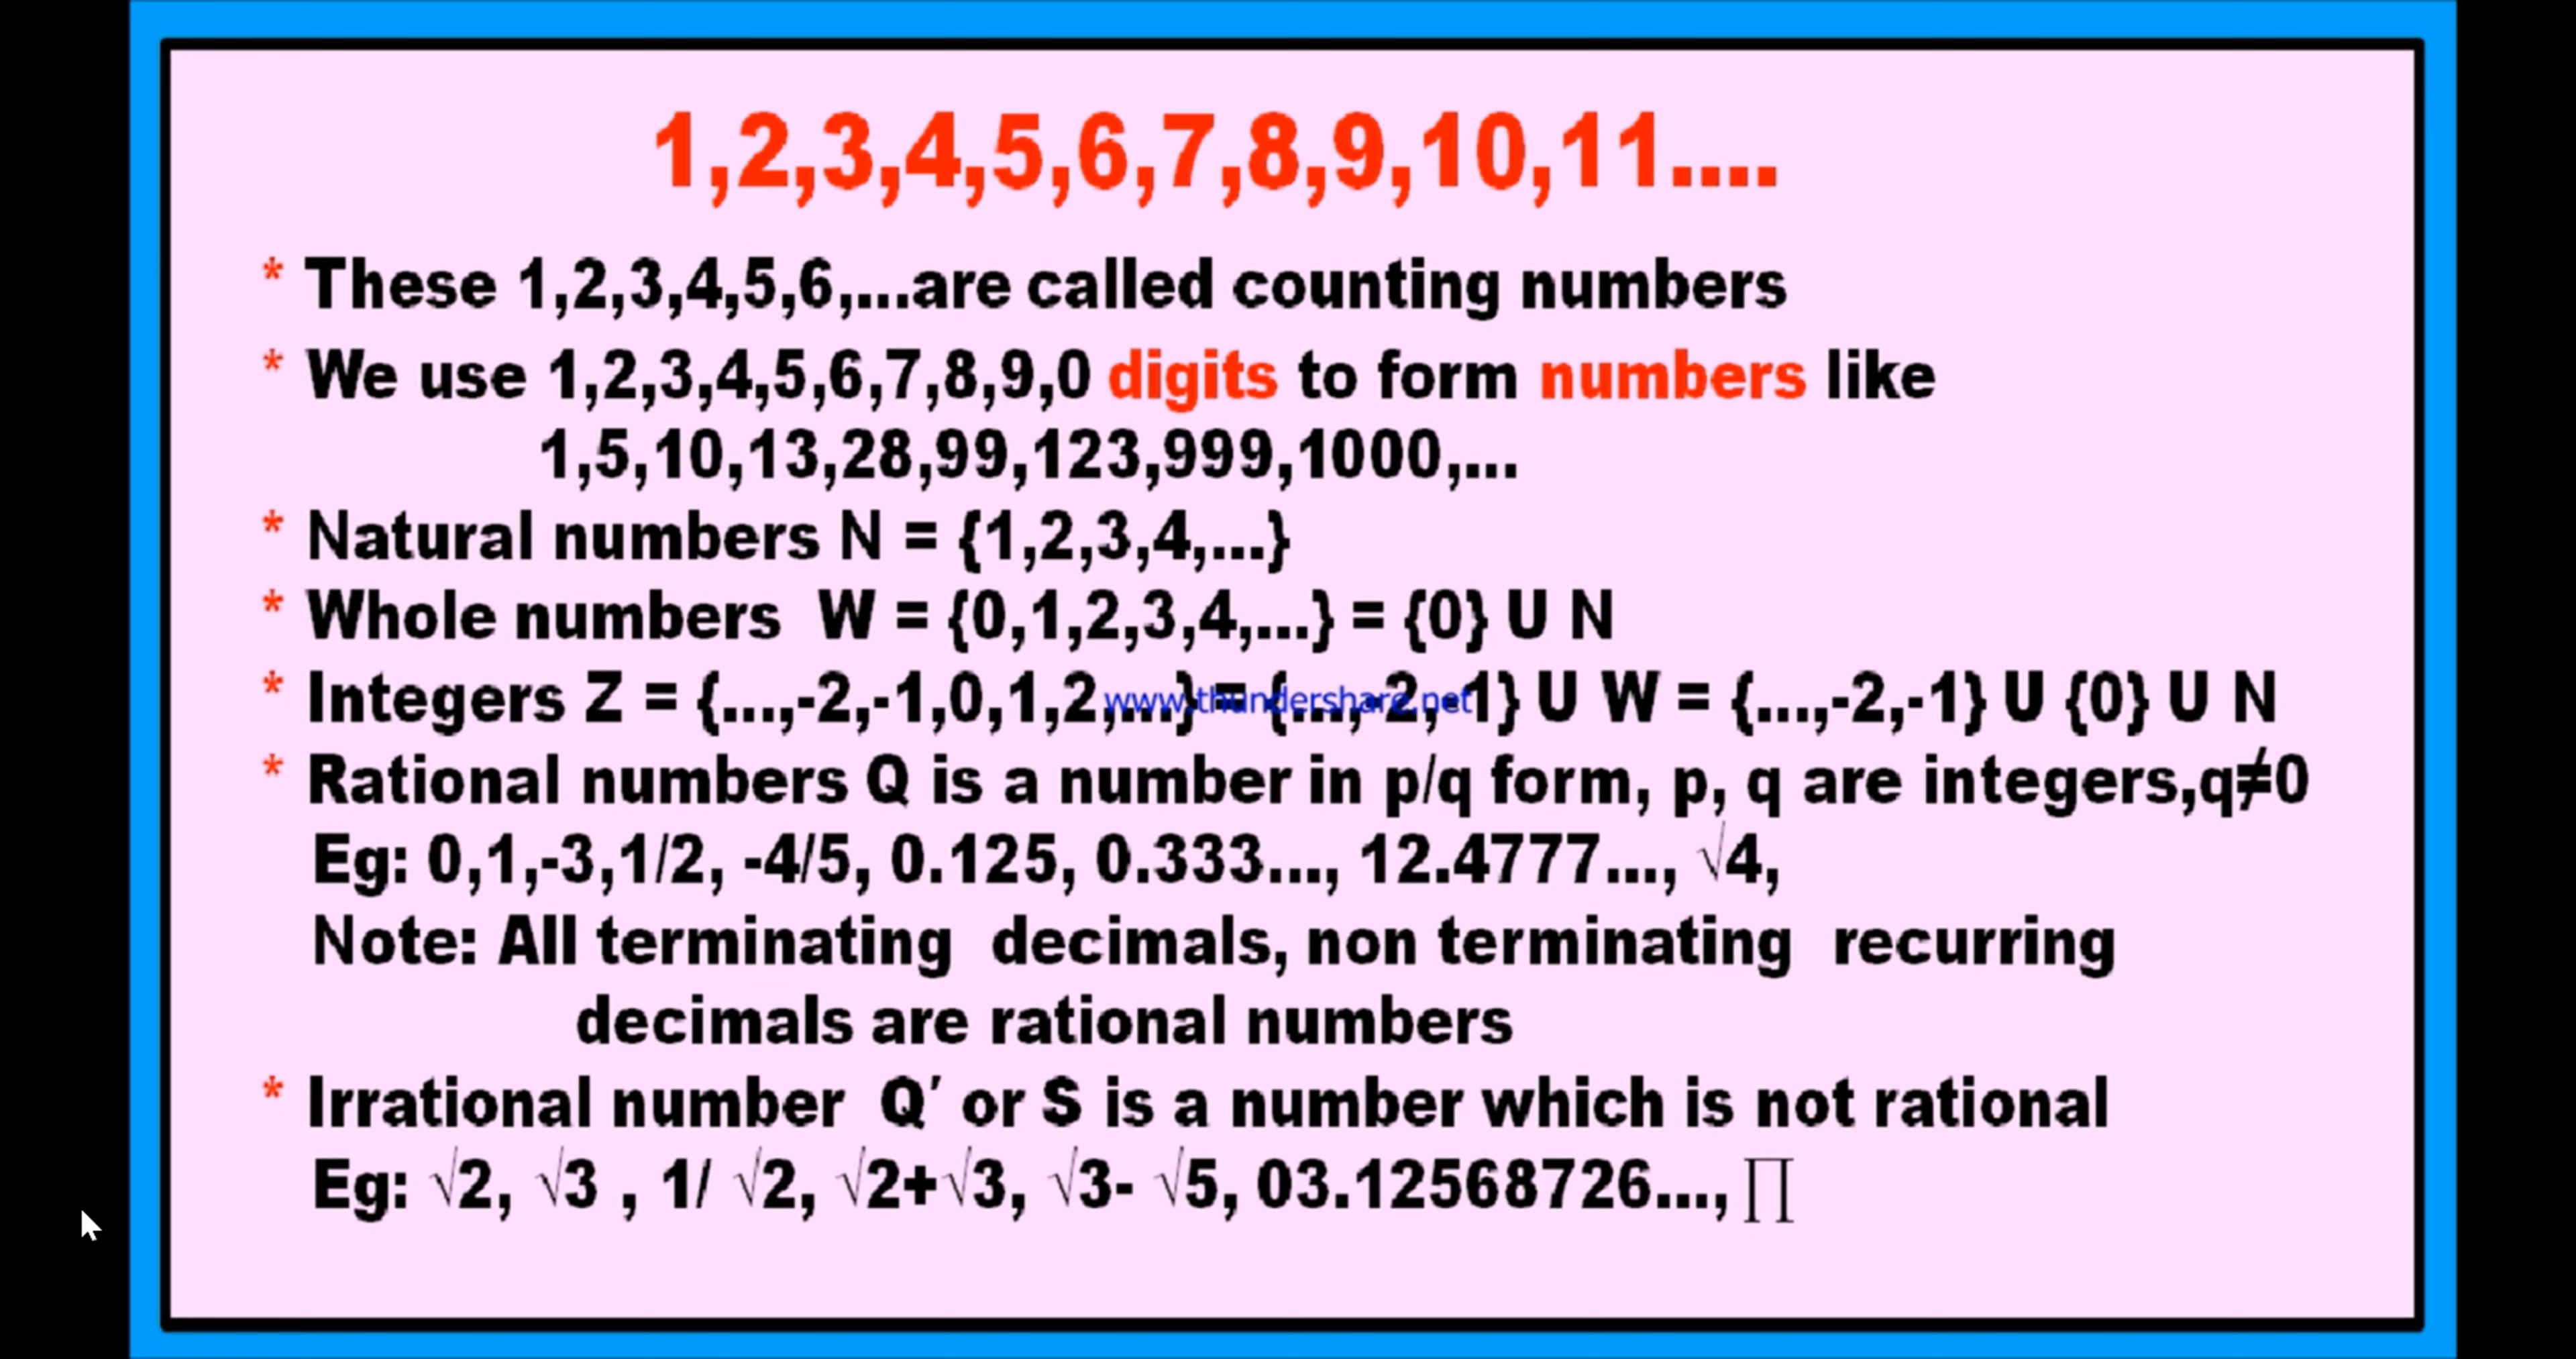 1,2,3,4,5,6,7,8,9,10,11....
* These 1,2,3,4,5,6,...are called counting numbers
* We use 1,2,3,4,5,6,7,8,9,0 digits to form numbers like
1,5,10,13,28,99,123,999,1000,...
* Natural numbers N = {1,2,3,4,...}
* Whole numbers W = {0,1,2,3,4,...} = {0} U N
* Integers Z = {...,-2,-1,0,1,2,...}={...,-2,-1} U W = {...,-2,-1} U {0} U N
www.thundershare.net
* Rational numbers Q is a number in p/q form, p, q are integers,q≠0
Eg: 0,1,-3,1/2, -4/5, 0.125, 0.333..., 12.4777..., √4,
Note: All terminating decimals, non terminating recurring
decimals are rational numbers
* Irrational number Q′ or S is a number which is not rational
Eg: √2, √3 , 1/ √2, √2+√3, √3- √5, 03.12568726..., ∏